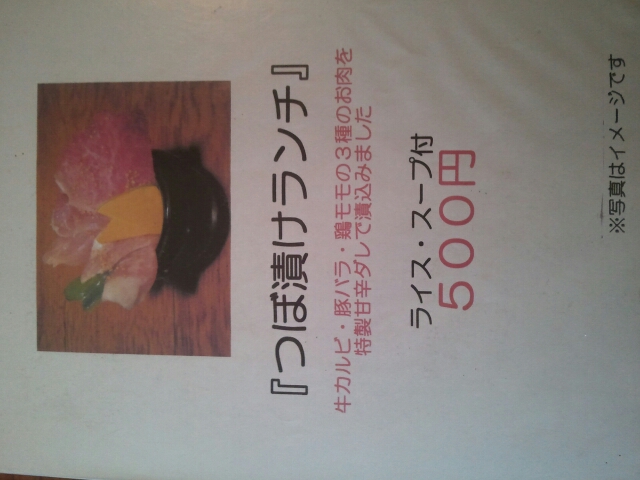 『つぼ漬けランチ』
牛カルビ・豚バラ・鶏モモの3種のお肉を
特製甘辛ダレで漬込みました
ライス・スープ付
500円
※写真はイメージです